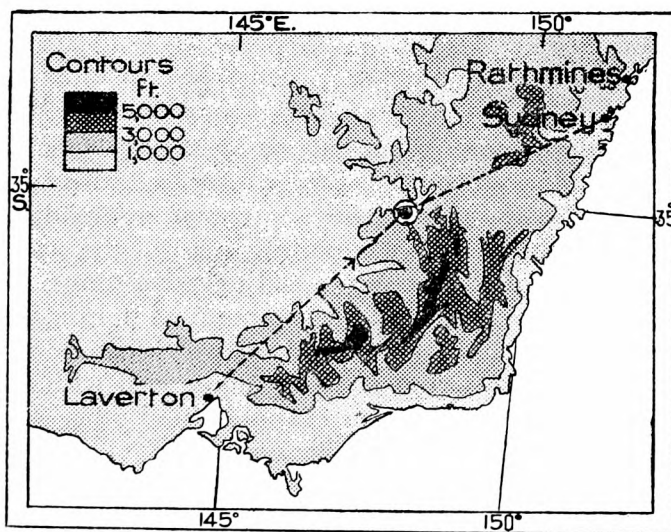 145°E.
150°
Contours
Ft.
5,000
3,000
1,000
Rathmines
Sydney
35°
S.
35°
Laverton
145°
150°